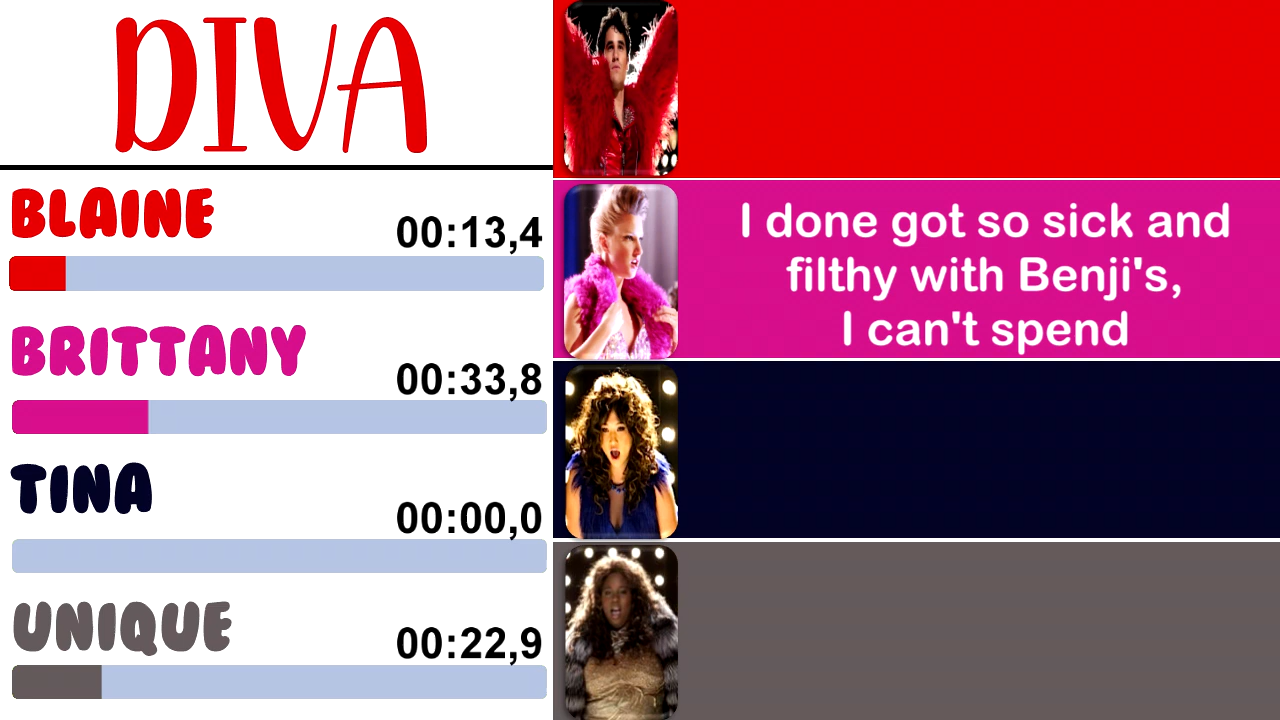 DIVA
BLAINE
00:13,4
BRITTANY
00:33,8
TINA
00:00,0
UNIQUE
00:22,9
I done got so sick and
filthy with Benji's,
I can't spend